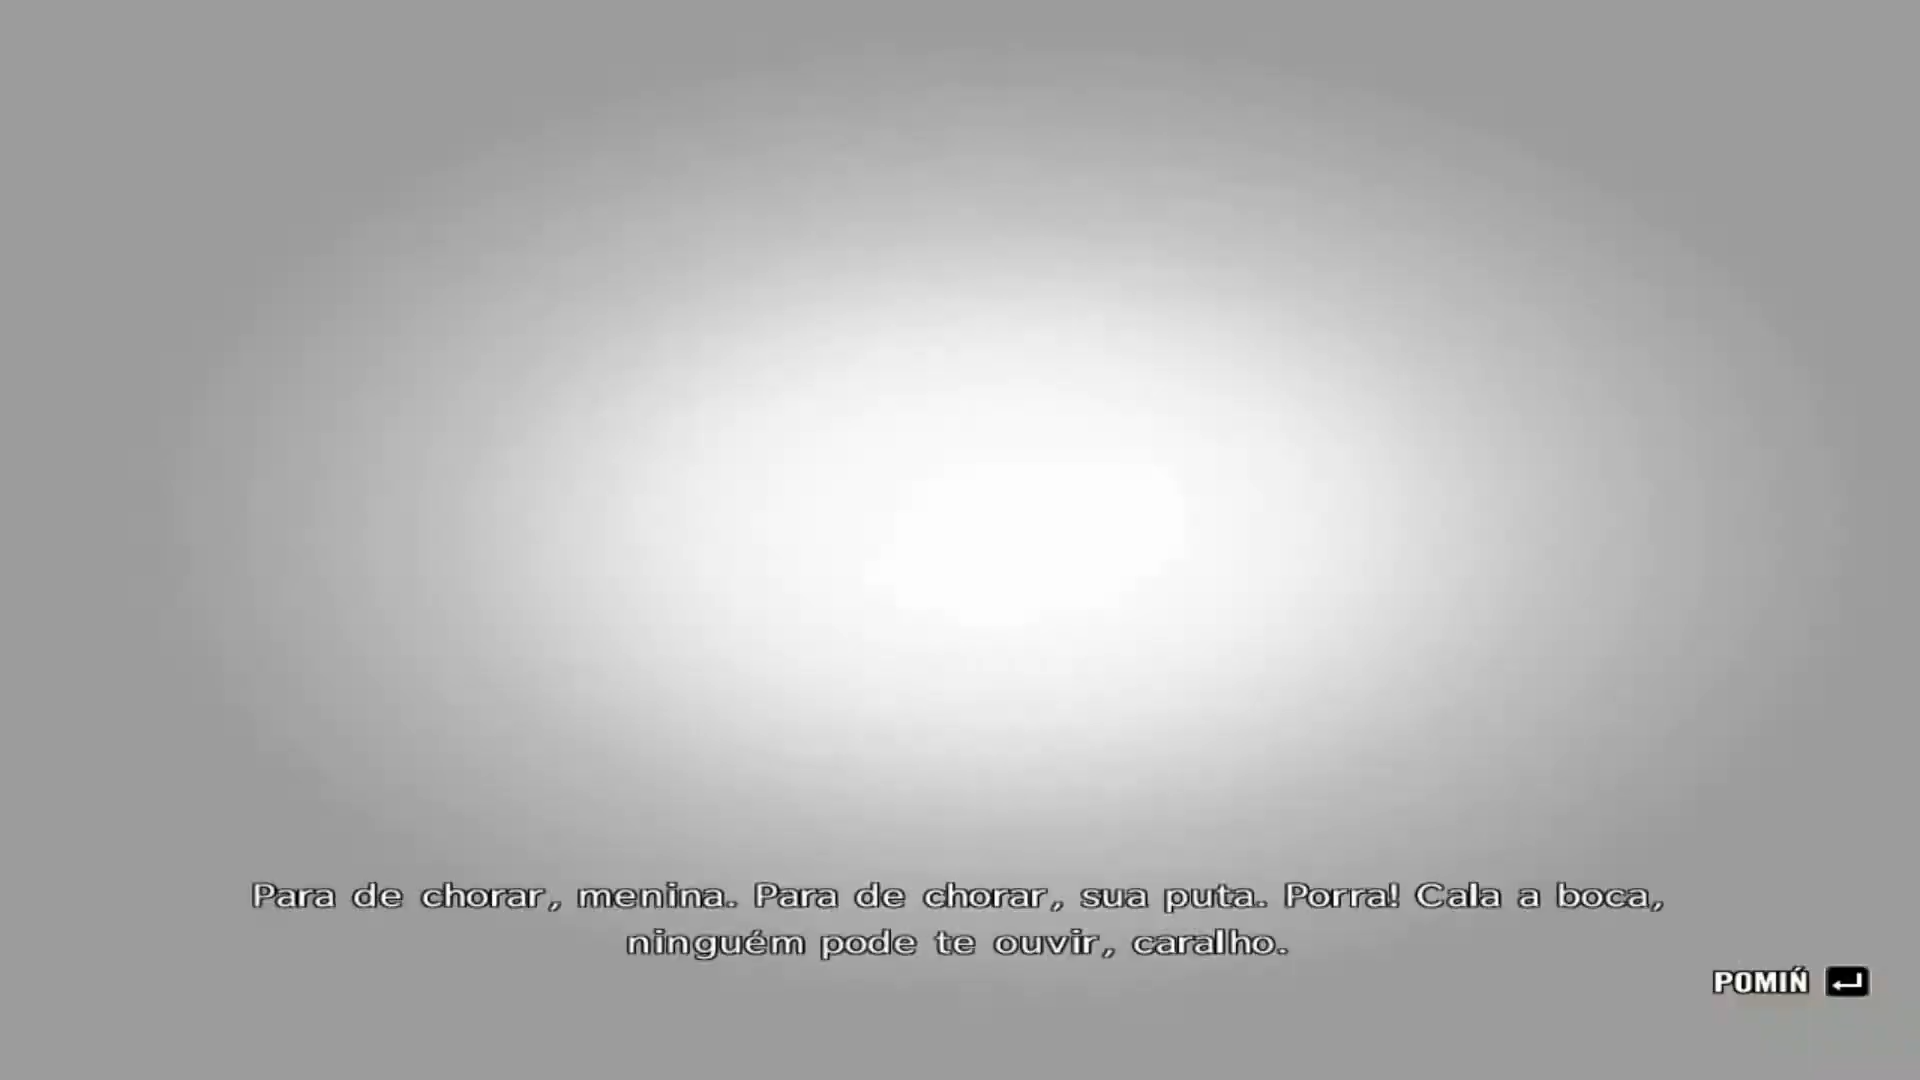 Para de chorar, menina. Para de chorar, sua puta. Porra! Cala a boca,
ninguém pode te ouvir, caralho.
POMIŃ